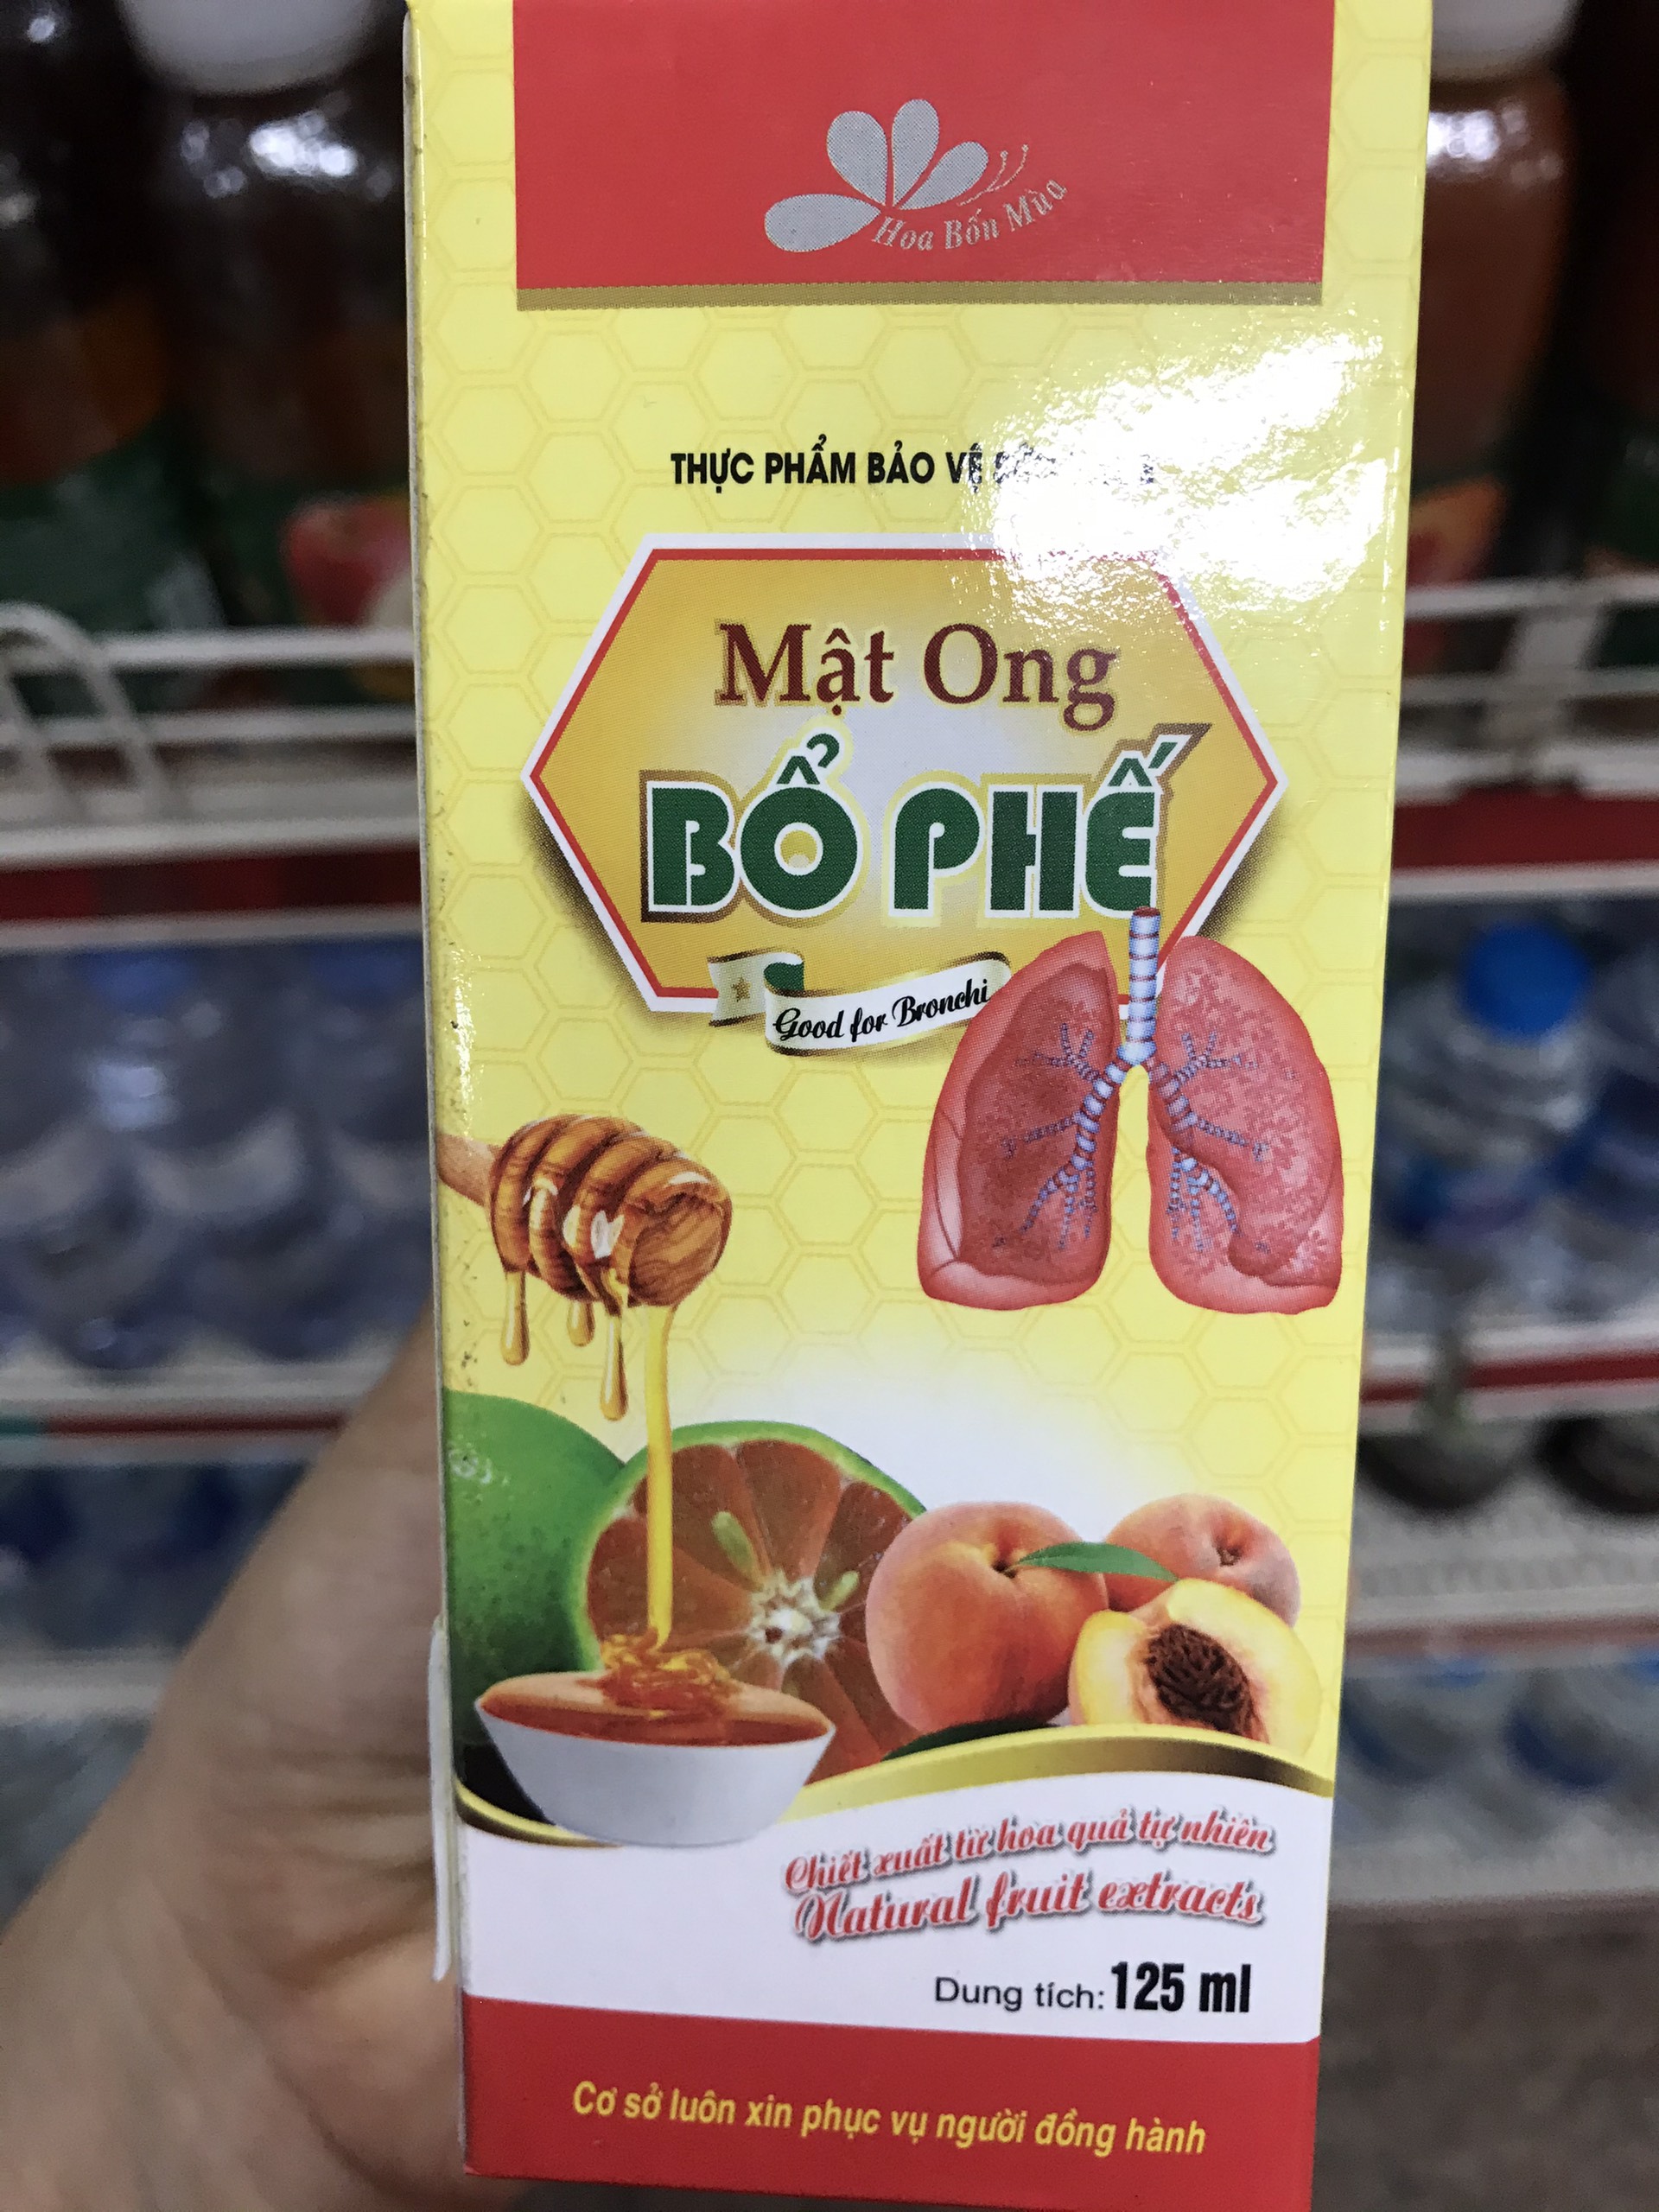 Hoa Bốn Mùa
THỰC PHẨM BẢO VỆ
Mật Ong
BỔ PHẾ
Good for Bronchi
Chiết xuất từ hoa quả tự nhiên
Natural fruit extracts
Dung tích: 125 ml
Cơ sở luôn xin phục vụ người đồng hành